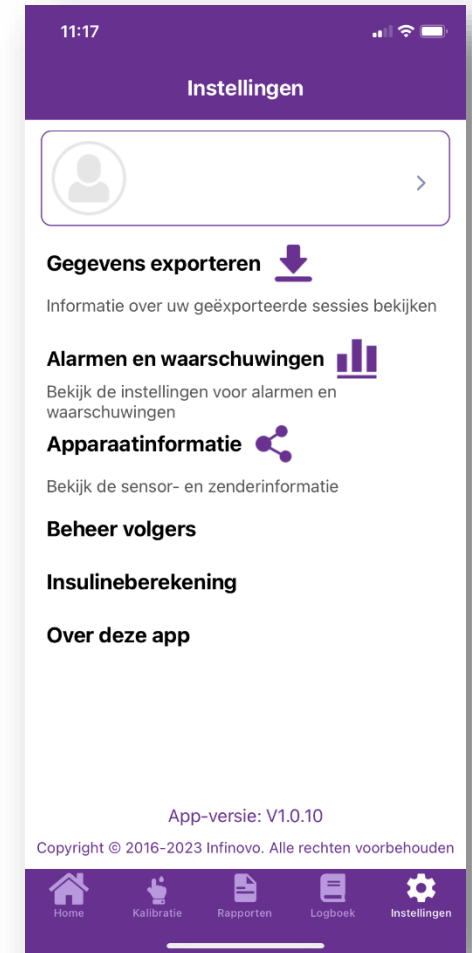 11:17
Instellingen
Gegevens exporteren
Informatie over uw geëxporteerde sessies bekijken
Alarmen en waarschuwingen
Bekijk de instellingen voor alarmen en
waarschuwingen
Apparaatinformatie
Bekijk de sensor- en zenderinformatie
Beheer volgers
Insulineberekening
Over deze app
App-versie: V1.0.10
Copyright © 2016-2023 Infinovo. Alle rechten voorbehouden
Home Kalibratie Rapporten Logboek Instellingen